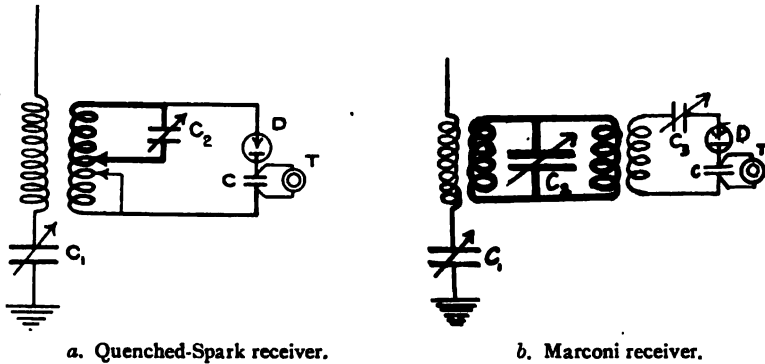 C₂
D
C
T
C₁
C₃
D
C
T
C₂
C₁
a. Quenched-Spark receiver.
b. Marconi receiver.